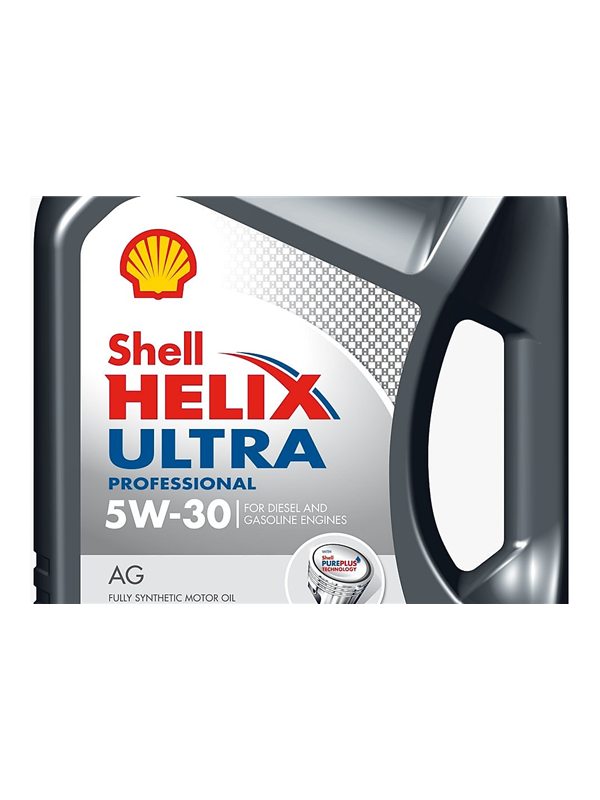 Shell
HELIX
ULTRA
PROFESSIONAL
5W-30
FOR DIESEL AND
GASOLINE ENGINES
AG
FULLY SYNTHETIC MOTOR OIL
WITH
Shell
PUREPLUS
TECHNOLOGY